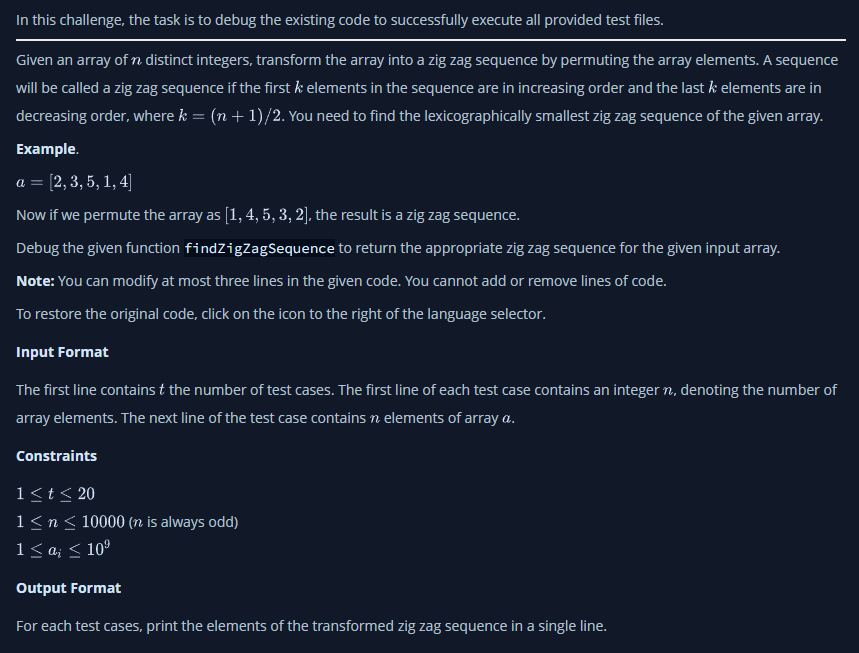 In this challenge, the task is to debug the existing code to successfully execute all provided test files.
Given an array of n distinct integers, transform the array into a zig zag sequence by permuting the array elements. A sequence
will be called a zig zag sequence if the first k elements in the sequence are in increasing order and the last k elements are in
decreasing order, where k = (n + 1)/2. You need to find the lexicographically smallest zig zag sequence of the given array.
Example.
a = [2, 3, 5, 1, 4]
Now if we permute the array as [1, 4, 5, 3, 2], the result is a zig zag sequence.
Debug the given function findZigZagSequence to return the appropriate zig zag sequence for the given input array.
Note: You can modify at most three lines in the given code. You cannot add or remove lines of code.
To restore the original code, click on the icon to the right of the language selector.
Input Format
The first line contains t the number of test cases. The first line of each test case contains an integer n, denoting the number of
array elements. The next line of the test case contains n elements of array a.
Constraints
1 ≤ t ≤ 20
1 ≤ n ≤ 10000 (n is always odd)
1 ≤ aᵢ ≤ 10⁹
Output Format
For each test cases, print the elements of the transformed zig zag sequence in a single line.